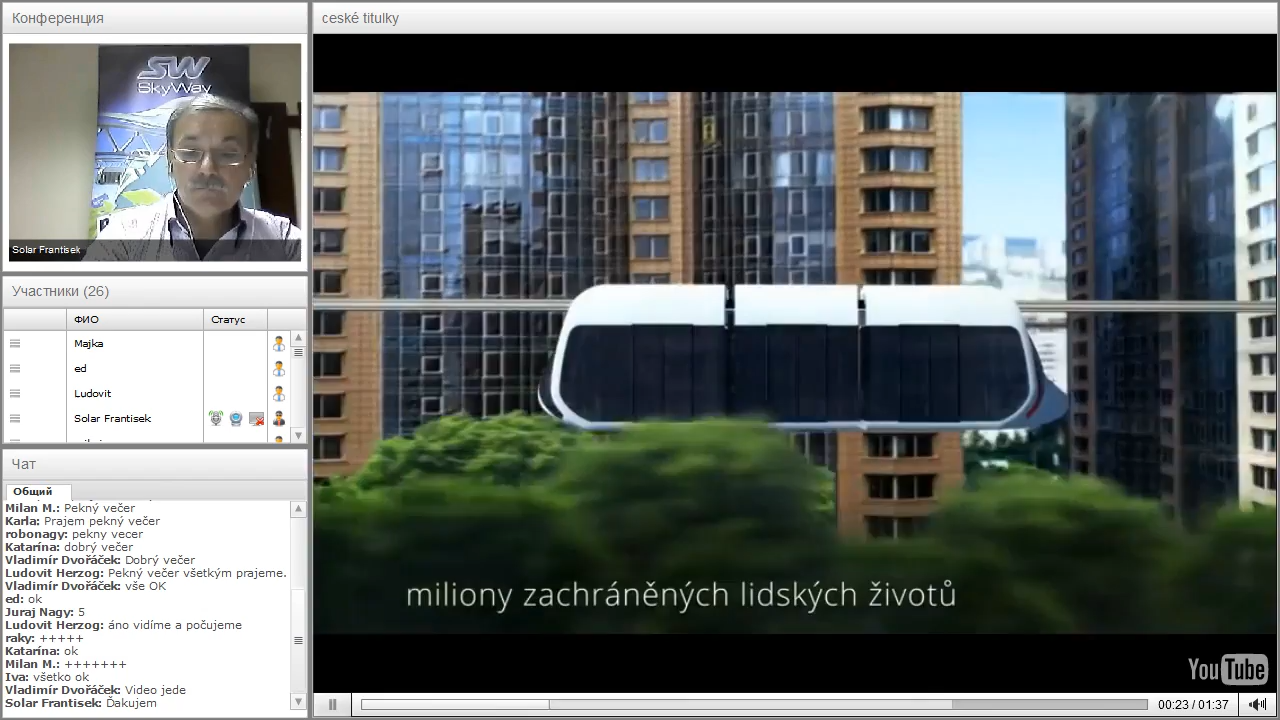 Конференция
SW
SkyWay
Solar Frantisek
Участники (26)
ФИО
Статус
Majka
ed
Ludovit
Solar Frantisek
Чат
Общий
Milan M.: Pekný večer
Karla: Prajem pekný večer
robonagy: pekny vecer
Katarína: dobrý večer
Vladimír Dvořáček: Dobrý večer
Ludovit Herzog: Pekný večer všetkým prajeme.
Vladimír Dvořáček: vše OK
ed: ok
Juraj Nagy: 5
Ludovit Herzog: áno vidíme a počujeme
raky: +++++
Katarína: ok
Milan M.: +++++++
Iva: všetko ok
Vladimír Dvořáček: Video jede
Solar Frantisek: Ďakujem
ceské titulky
miliony zachráněných lidských životů
YouTube
00:23 / 01:37